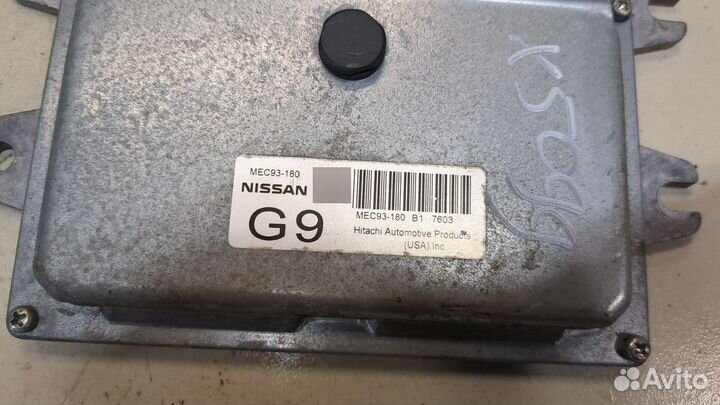 MEC93-180
NISSAN
G9
MEC93-180 B1 7603
Hitachi Automotive Products
(USA) Inc
Avito